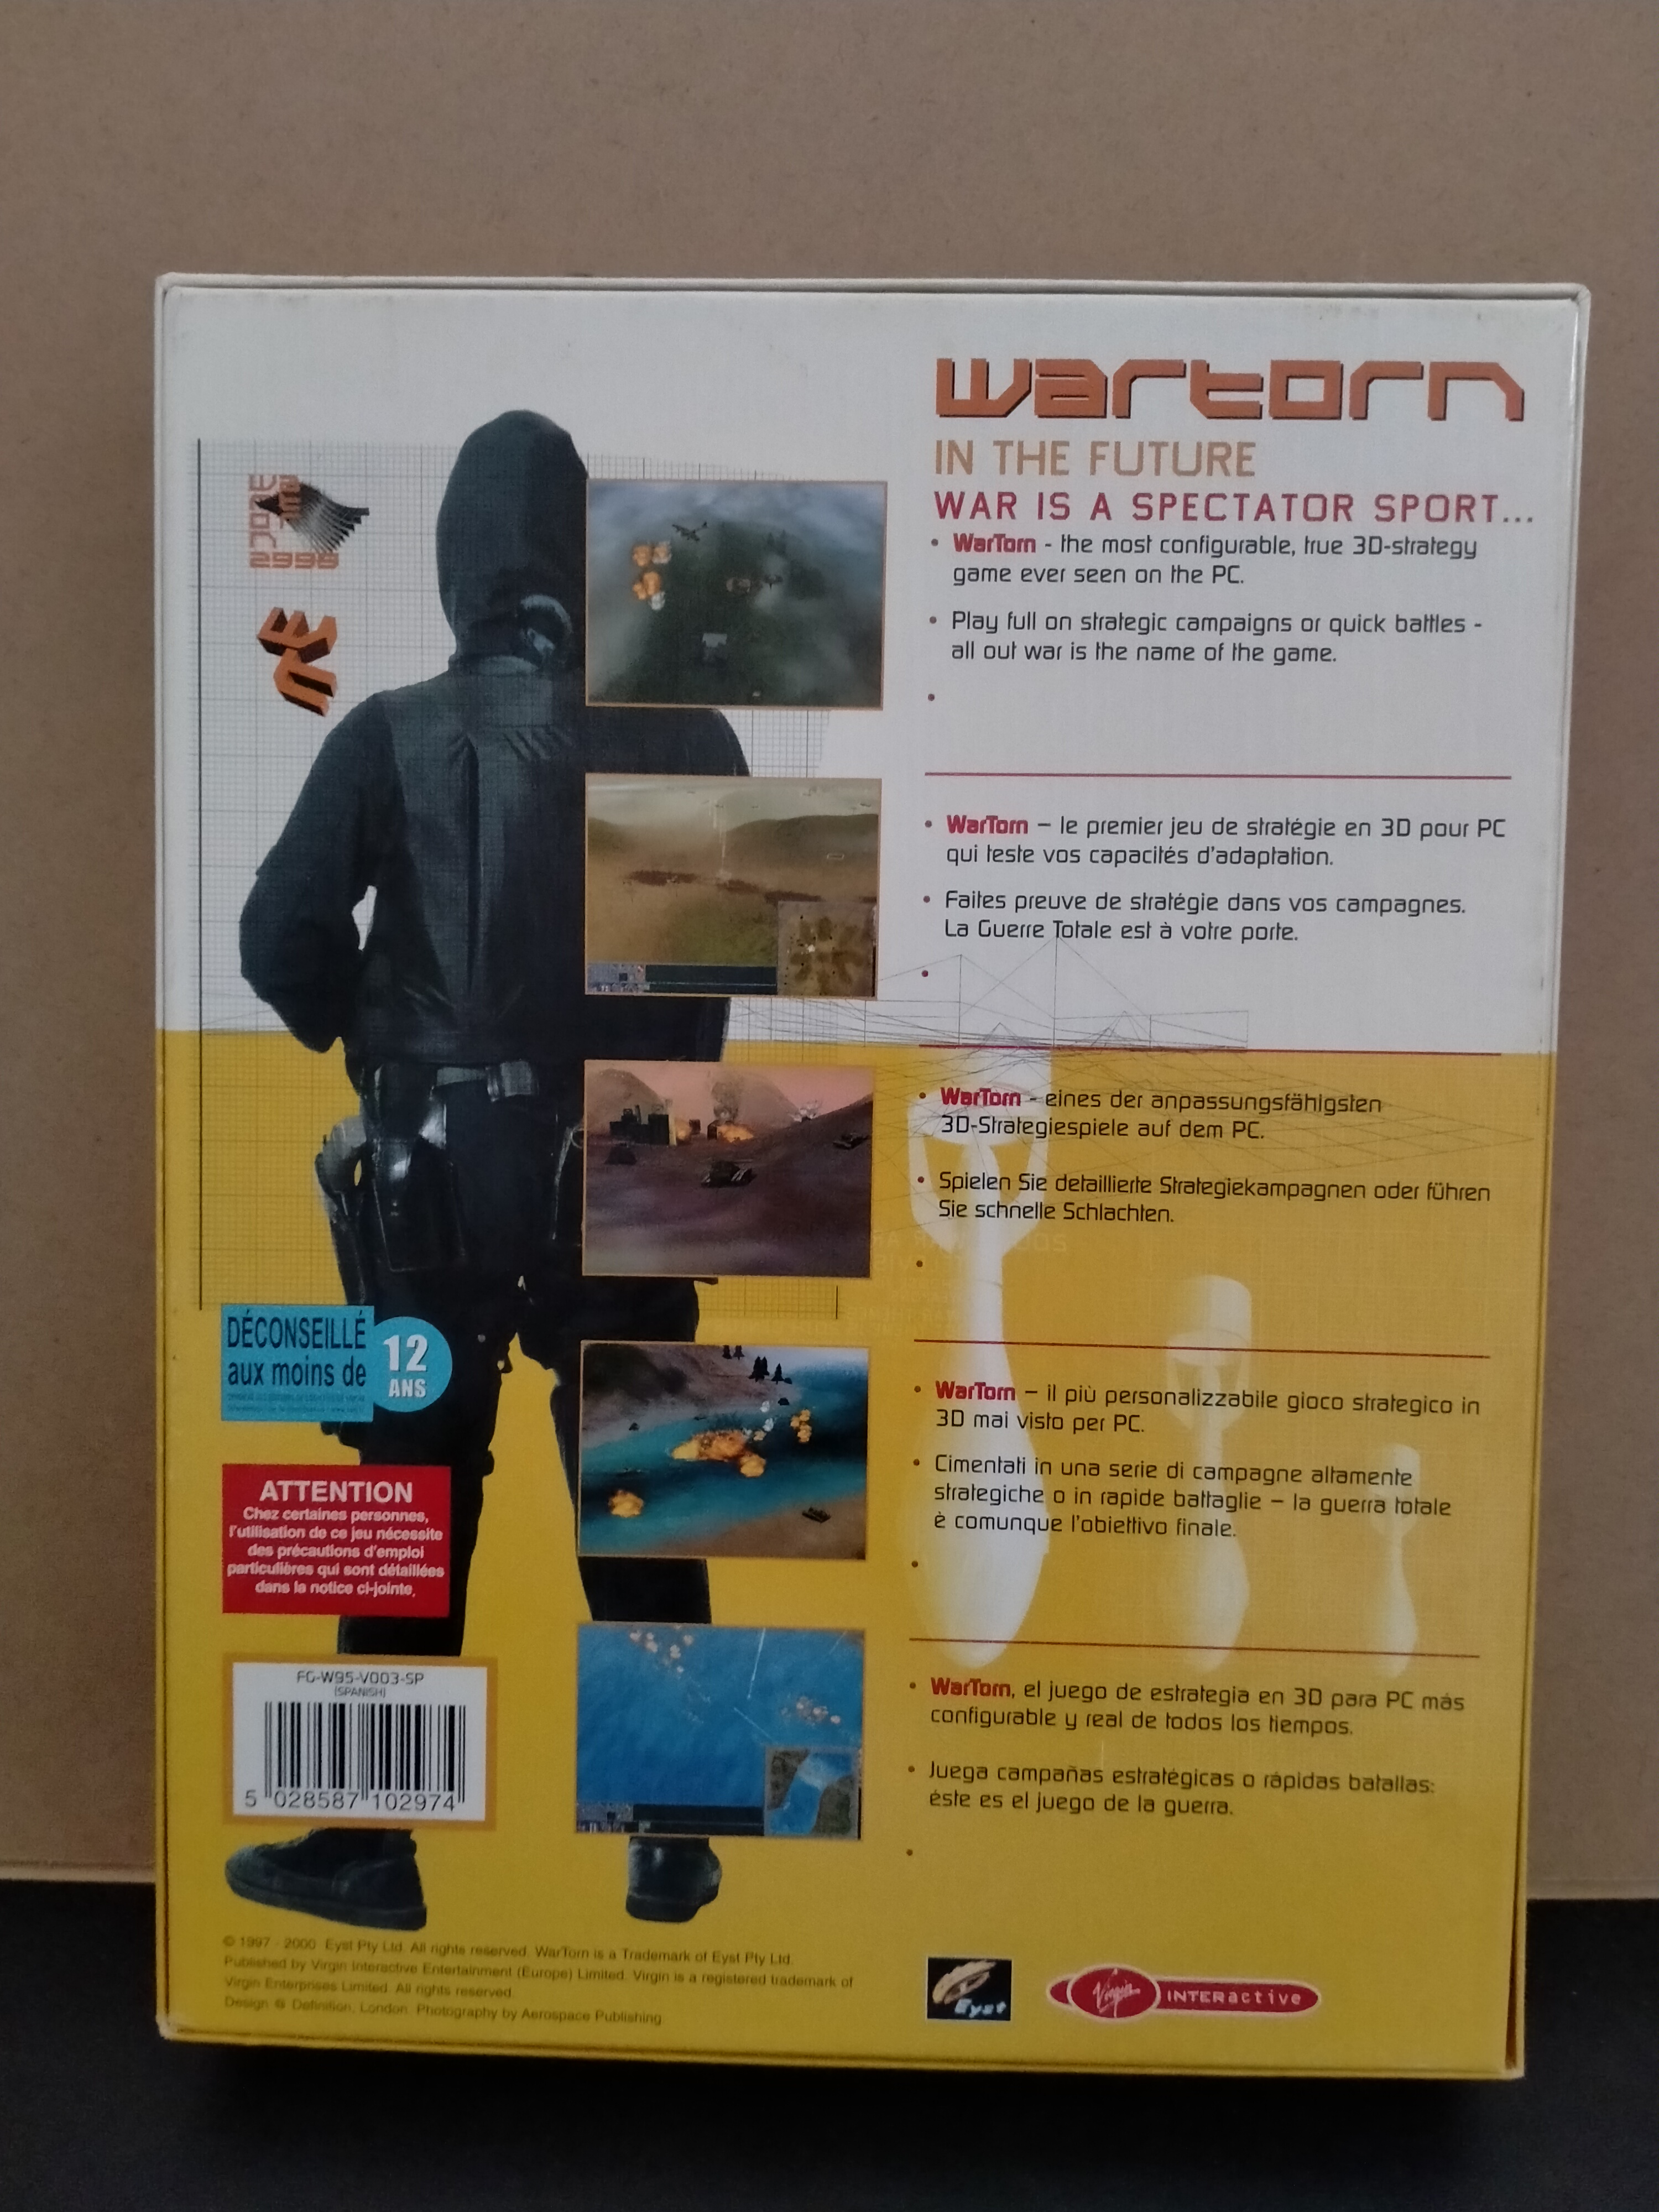 wartorn
IN THE FUTURE
WAR IS A SPECTATOR SPORT...
• WarTorn - the most configurable, true 3D-strategy
game ever seen on the PC.
• Play full on strategic campaigns or quick battles -
all out war is the name of the game.
•
• WarTorn – le premier jeu de stratégie en 3D pour PC
qui teste vos capacités d'adaptation.
• Faites preuve de stratégie dans vos campagnes.
La Guerre Totale est à votre porte.
•
• WarTorn - eines der anpassungsfähigsten
3D-Strategiespiele auf dem PC.
• Spielen Sie detaillierte Strategiekampagnen oder führen
Sie schnelle Schlachten.
•
• WarTorn – il più personalizzabile gioco strategico in
3D mai visto per PC.
• Cimentati in una serie di campagne altamente
strategiche o in rapide battaglie – la guerra totale
è comunque l'obiettivo finale.
•
• WarTorn, el juego de estrategia en 3D para PC más
configurable y real de todos los tiempos.
• Juega campañas estratégicas o rápidas batallas:
éste es el juego de la guerra.
•
2999
DÉCONSEILLÉ
aux moins de
12
ANS
ATTENTION
Chez certaines personnes,
l'utilisation de ce jeu nécessite
des précautions d'emploi
particulières qui sont détaillées
dans la notice ci-jointe.
FG-W95-V003-SP
(SPANISH)
5 028587 102974
© 1997 - 2000 Eyst Pty Ltd. All rights reserved. WarTorn is a Trademark of Eyst Pty Ltd.
Published by Virgin Interactive Entertainment (Europe) Limited. Virgin is a registered trademark of
Virgin Enterprises Limited. All rights reserved.
Design @ Definition, London. Photography by Aerospace Publishing
Eyst
Virgin INTERactive